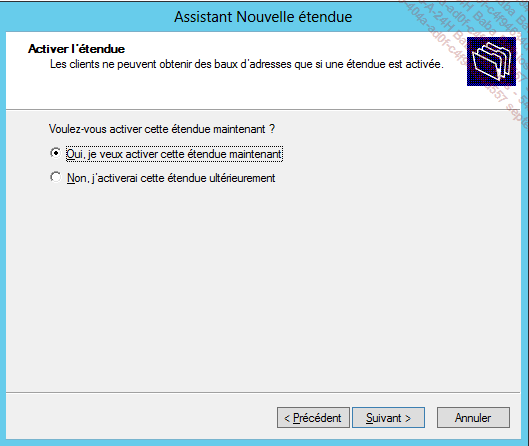 Assistant Nouvelle étendue
Activer l'étendue
Les clients ne peuvent obtenir des baux d'adresses que si une étendue est activée.
Voulez-vous activer cette étendue maintenant ?
Oui, je veux activer cette étendue maintenant
Non, j'activerai cette étendue ultérieurement
< Précédent
Suivant >
Annuler